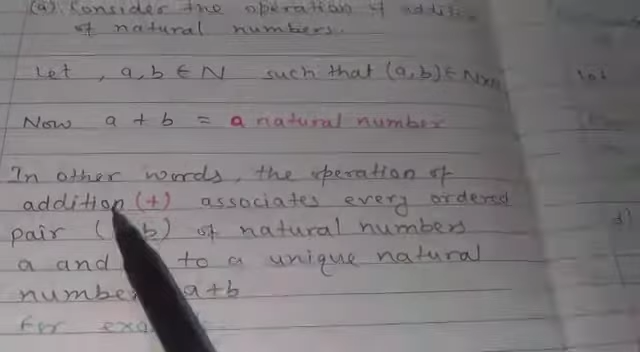 (a) Consider the operation of
of natural numbers.
Let, a, b ∈ N such that (a, b) ∈ N×N
Now a + b = a natural number
In other words, the operation of
addition (+) associates every ordered
pair ( b) of natural numbers
a and to a unique natural
number a+b
For